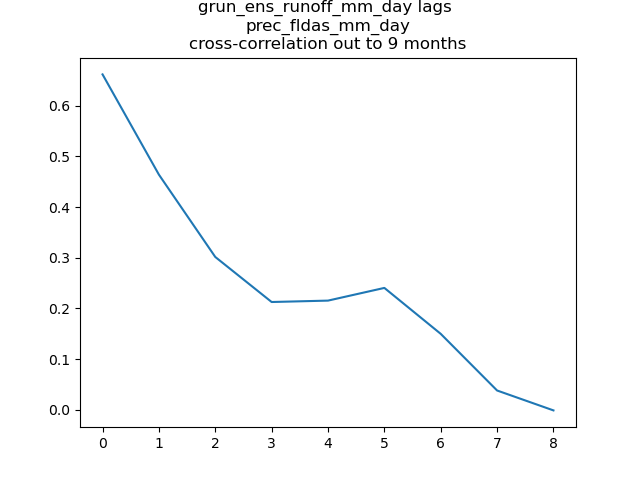 grun_ens_runoff_mm_day lags
prec_fldas_mm_day
cross-correlation out to 9 months
0.6
0.5
0.4
0.3
0.2
0.1
0.0
0 1 2 3 4 5 6 7 8